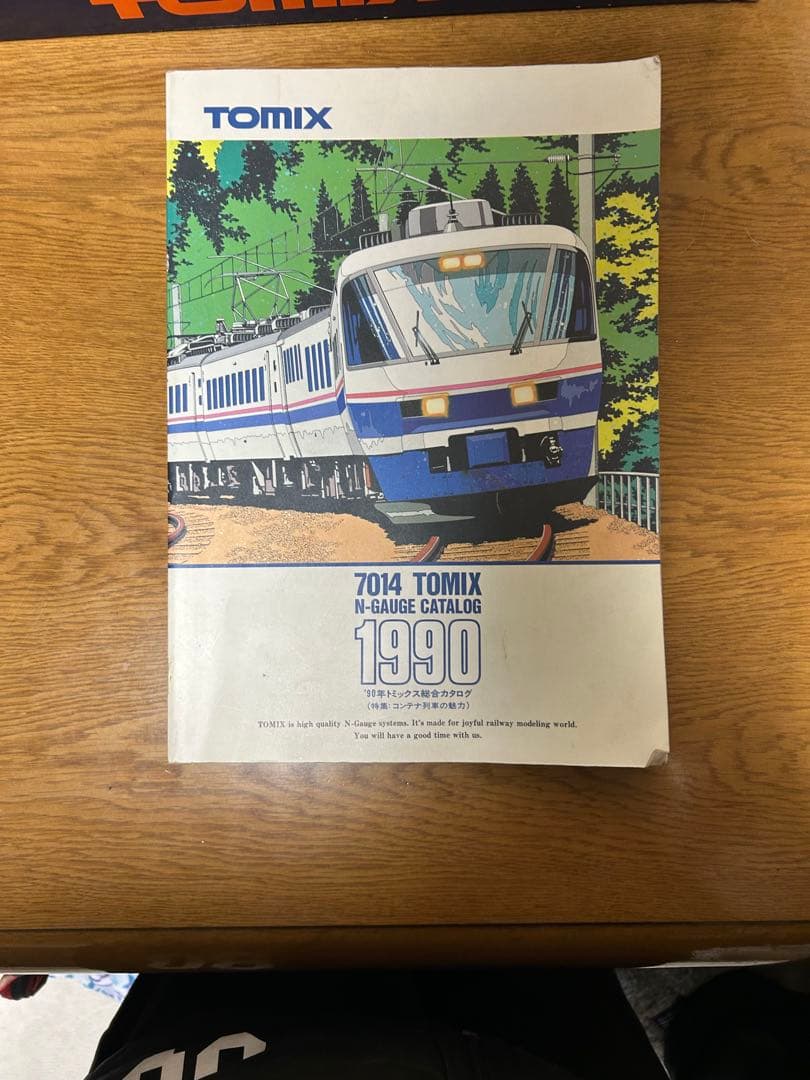 TOMIX
TOMIX
7014 TOMIX
N-GAUGE CATALOG
1990
'90年トミックス総合カタログ
(特集:コンテナ列車の魅力)
TOMIX is high quality N-Gauge systems. It's made for joyful railway modeling world.
You will have a good time with us.